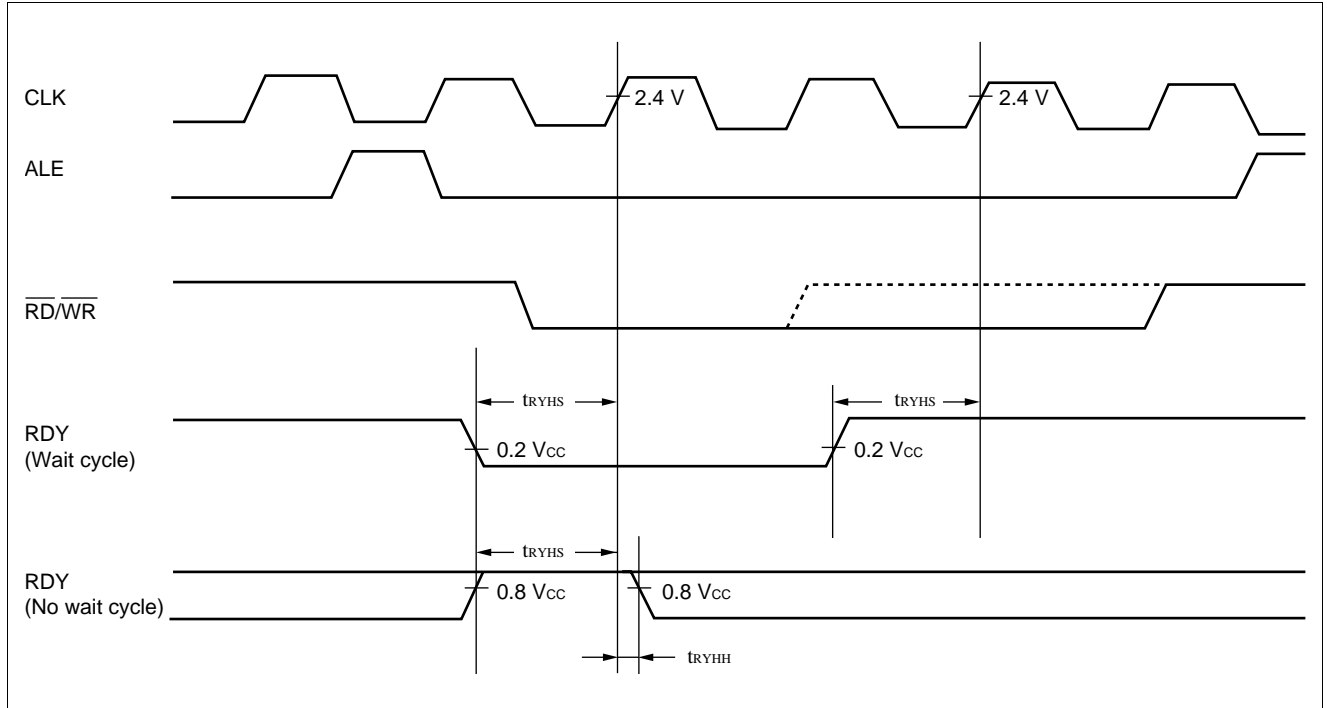 CLK
2.4 V
2.4 V
ALE
RD/WR
tRYHS
tRYHS
RDY
(Wait cycle)
0.2 Vcc
0.2 Vcc
tRYHS
RDY
(No wait cycle)
0.8 Vcc
0.8 Vcc
tRYHH